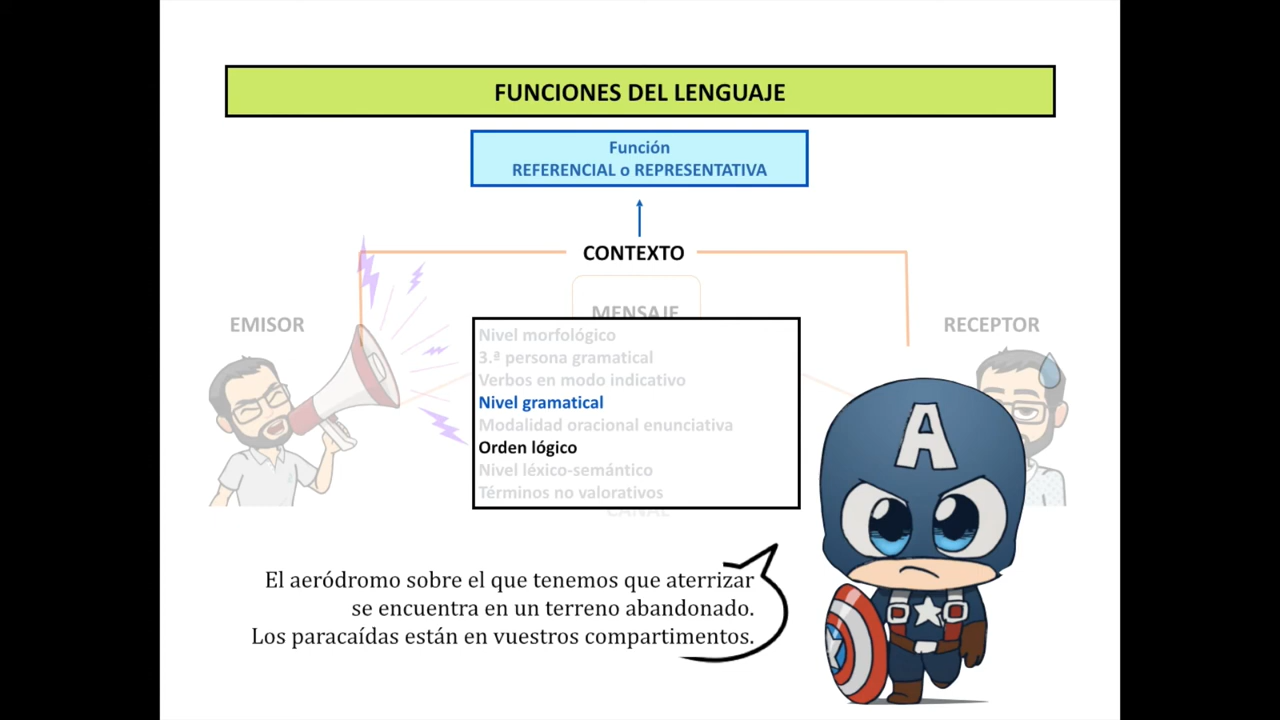 FUNCIONES DEL LENGUAJE
Función
REFERENCIAL o REPRESENTATIVA
CONTEXTO
MENSAJE
EMISOR
RECEPTOR
Nivel morfológico
3.ª persona gramatical
Verbos en modo indicativo
Nivel gramatical
Modalidad oracional enunciativa
Orden lógico
Nivel léxico-semántico
Términos no valorativos
CANAL
A
El aeródromo sobre el que tenemos que aterrizar
se encuentra en un terreno abandonado.
Los paracaídas están en vuestros compartimentos.